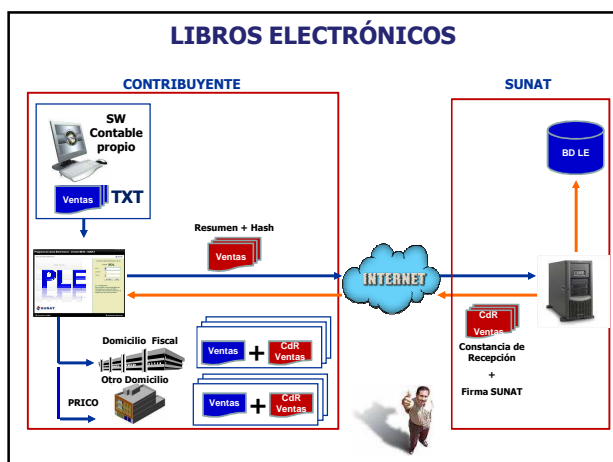 LIBROS ELECTRÓNICOS
CONTRIBUYENTE
SUNAT
SW
Contable
propio
Ventas
TXT
BD LE
Resumen + Hash
Ventas
PLE
SUNAT
INTERNET
CdR
Ventas
Constancia de
Recepción
+
Firma SUNAT
Domicilio Fiscal
Ventas
+
CdR
Ventas
Otro Domicilio
PRICO
Ventas
+
CdR
Ventas